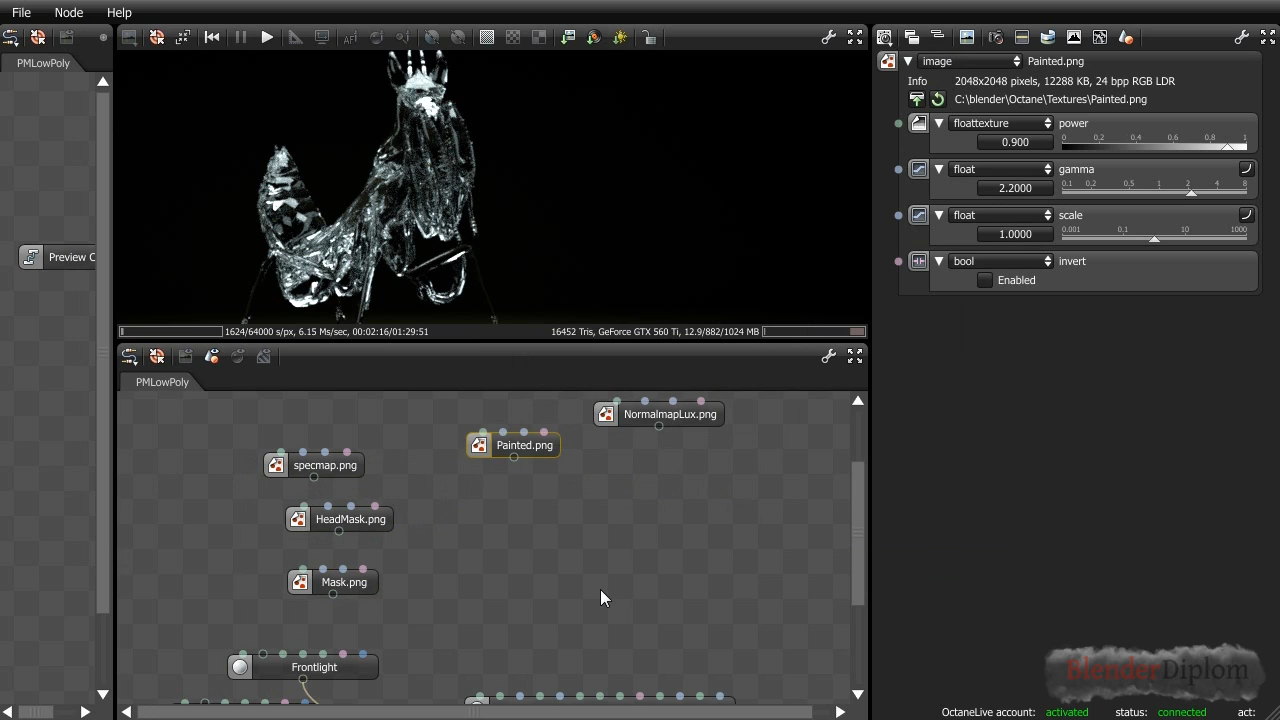 File Node Help
PMLowPoly
Preview C
1624/64000 s/px, 6.15 Ms/sec, 00:02:16/01:29:51
16452 Tris, GeForce GTX 560 Ti, 12.9/882/1024 MB
PMLowPoly
NormalmapLux.png
Painted.png
specmap.png
HeadMask.png
Mask.png
Frontlight
image Painted.png
Info 2048x2048 pixels, 12288 KB, 24 bpp RGB LDR
C:\blender\Octane\Textures\Painted.png
floattexture power
0.900 0 0,2 0,4 0,6 0,8 1
float gamma
2.2000 0.1 0,2 0,5 1 2 4 8
float scale
1.0000 0.001 0,1 10 1000
bool invert
Enabled
BlenderDiplom
OctaneLive account: activated status: connected act: